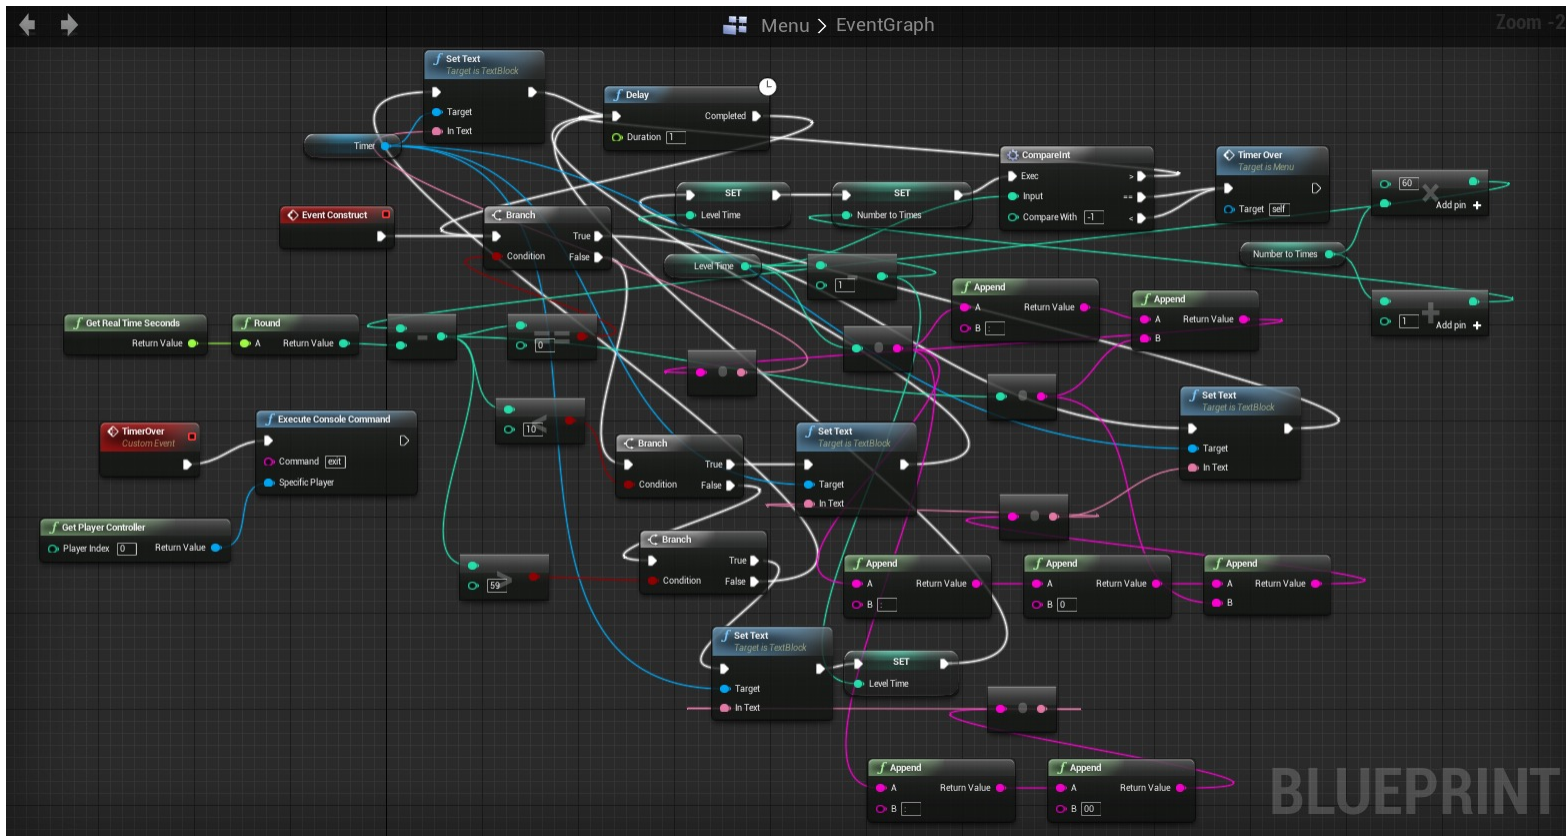 Menu > EventGraph
Zoom -2
Set Text
Target is TextBlock
Target
In Text
Timer
Delay
Completed
Duration 1
CompareInt
Exec >
Input ==
Compare With -1 <
Timer Over
Target is Menu
Target self
60
Add pin +
Event Construct
Branch
True
Condition False
SET
Level Time
SET
Number to Times
Number to Times
Level Time
1
1
Add pin +
Append
A Return Value
B :
Append
A Return Value
B
Get Real Time Seconds
Return Value
Round
A Return Value
0
10
Set Text
Target is TextBlock
Target
In Text
TimerOver
Custom Event
Execute Console Command
Command exit
Specific Player
Branch
True
Condition False
Set Text
Target is TextBlock
Target
In Text
Get Player Controller
Player Index 0 Return Value
Branch
True
Condition False
59
Append
A Return Value
B :
Append
A Return Value
B 0
Append
A Return Value
B
Set Text
Target is TextBlock
Target
In Text
SET
Level Time
Append
A Return Value
B :
Append
A Return Value
B 00
BLUEPRINT